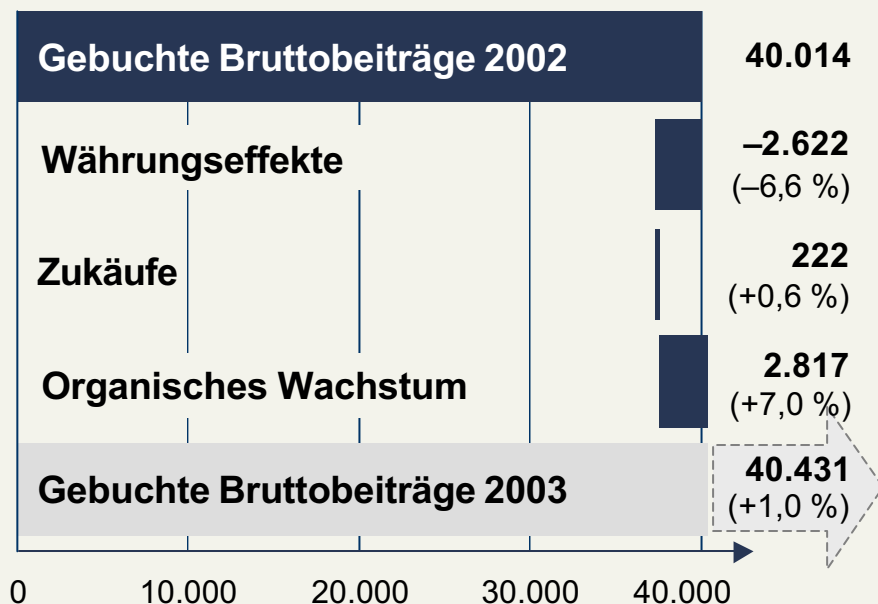 Gebuchte Bruttobeiträge 2002 40.014
Währungseffekte –2.622
(–6,6 %)
Zukäufe 222
(+0,6 %)
Organisches Wachstum 2.817
(+7,0 %)
Gebuchte Bruttobeiträge 2003 40.431
(+1,0 %)
0 10.000 20.000 30.000 40.000